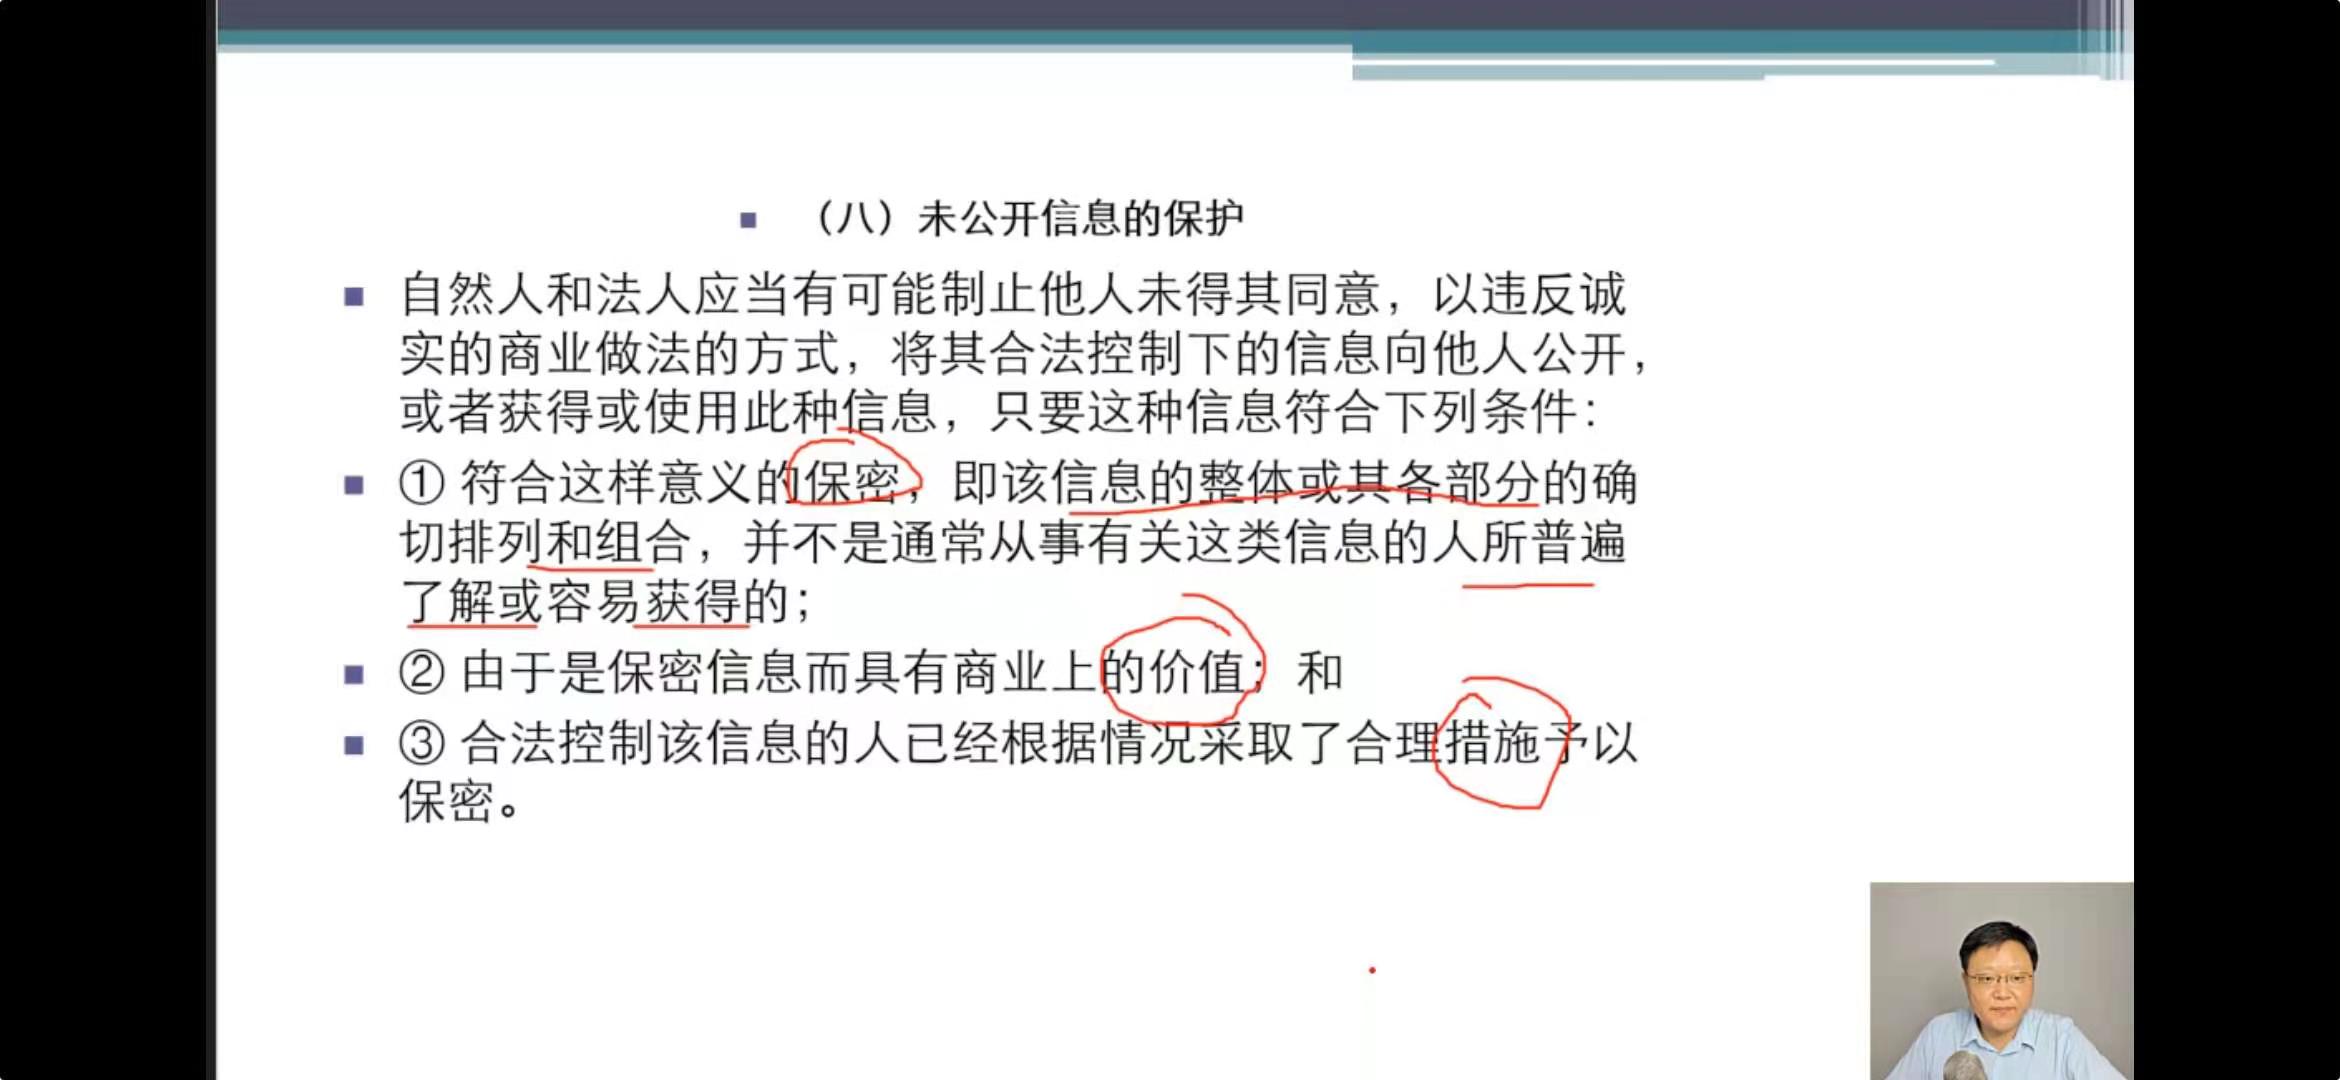 （八）未公开信息的保护
自然人和法人应当有可能制止他人未得其同意，以违反诚
实的商业做法的方式，将其合法控制下的信息向他人公开，
或者获得或使用此种信息，只要这种信息符合下列条件：
① 符合这样意义的保密，即该信息的整体或其各部分的确
切排列和组合，并不是通常从事有关这类信息的人所普遍
了解或容易获得的；
② 由于是保密信息而具有商业上的价值；和
③ 合法控制该信息的人已经根据情况采取了合理措施予以
保密。